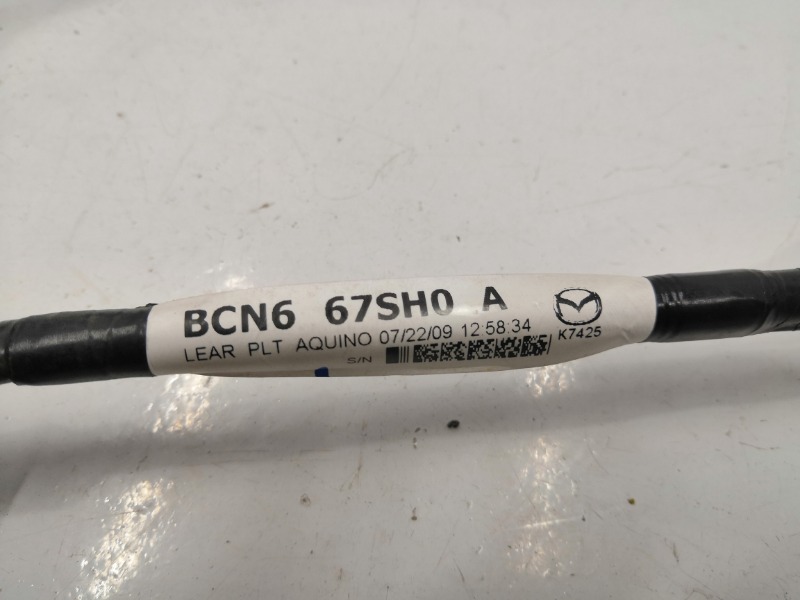 BCN6 67SH0 A
LEAR PLT AQUINO 07/22/09 12:58:34
S/N
K7425